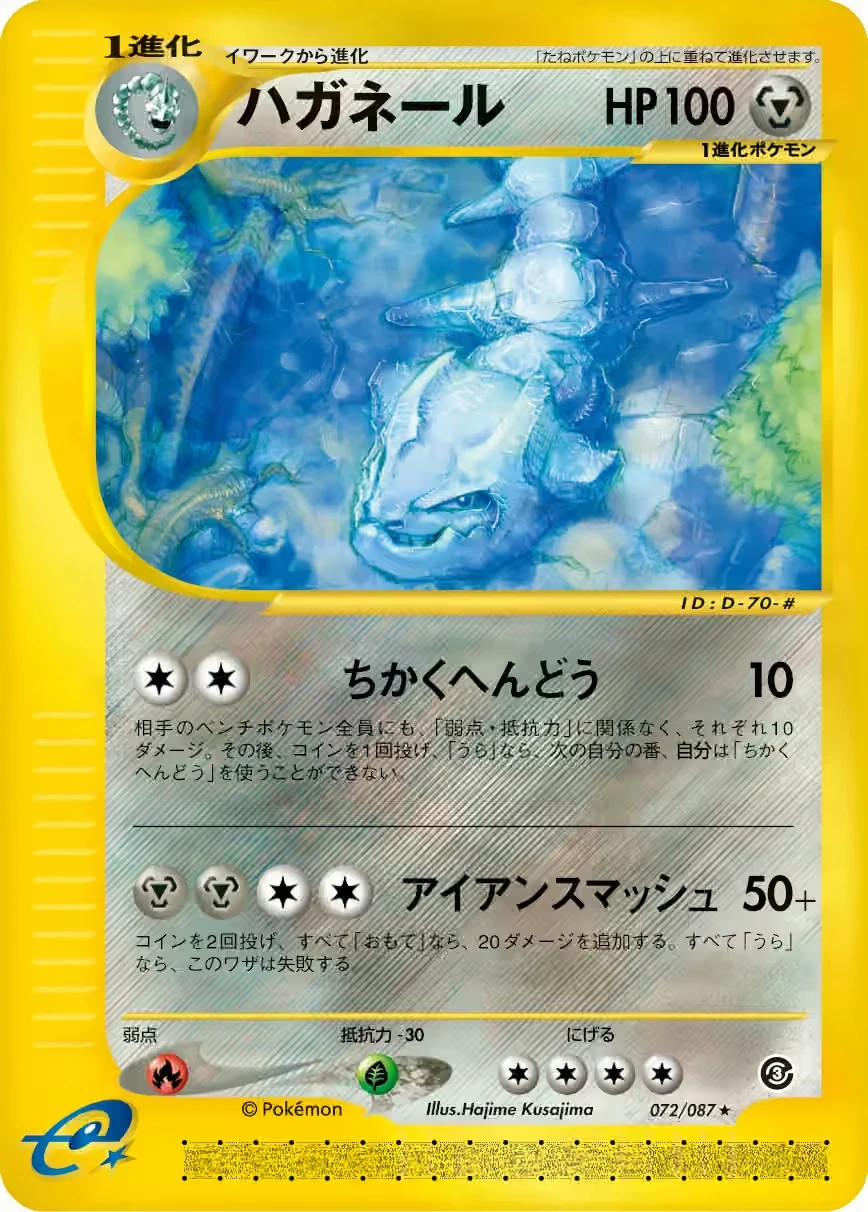 1進化
イワークから進化
「たねポケモン」の上に重ねて進化させます。
ハガネール HP100
1進化ポケモン
ID:D-70-#
ちかくへんどう 10
相手のベンチポケモン全員にも、「弱点・抵抗力」に関係なく、それぞれ10
ダメージ。その後、コインを1回投げ、「うら」なら、次の自分の番、自分は「ちかく
へんどう」を使うことができない。
アイアンスマッシュ 50+
コインを2回投げ、すべて「おもて」なら、20ダメージを追加する。すべて「うら」
なら、このワザは失敗する。
弱点 抵抗力 -30 にげる
3
© Pokémon Illus.Hajime Kusajima 072/087★
e